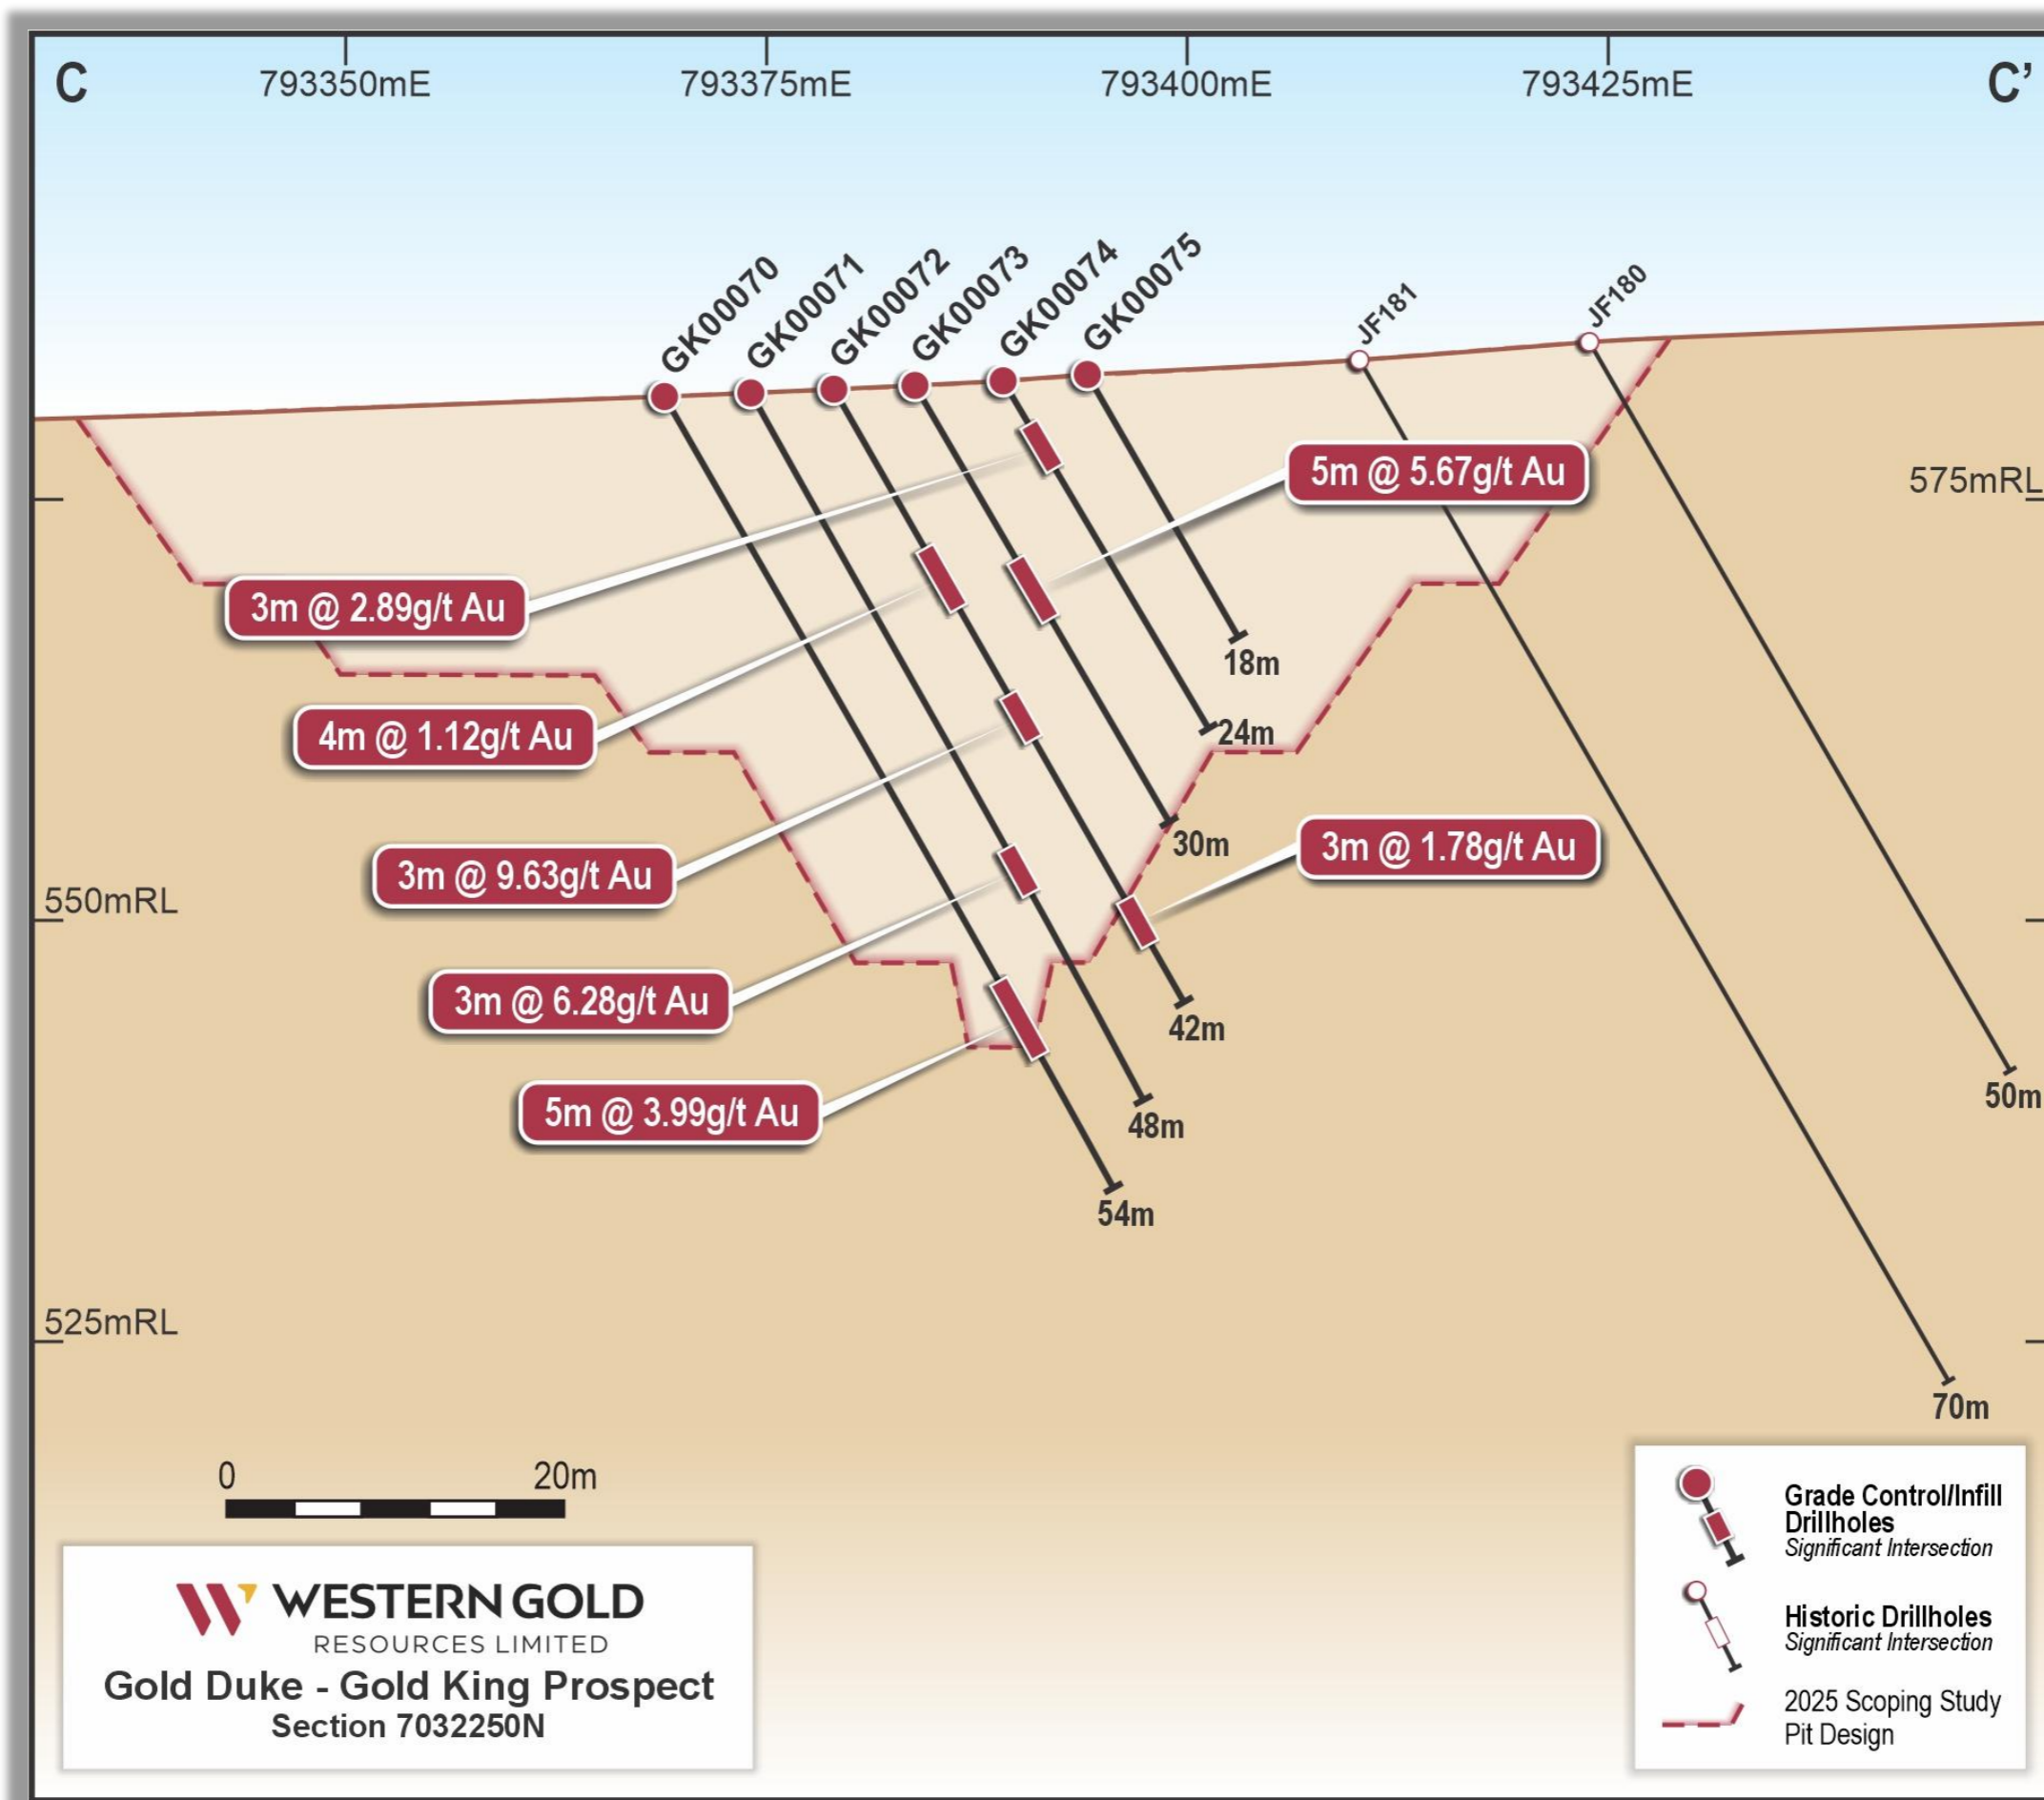 C
793350mE
793375mE
793400mE
793425mE
C’
GK00070
GK00071
GK00072
GK00073
GK00074
GK00075
JF181
JF180
5m @ 5.67g/t Au
575mRL
3m @ 2.89g/t Au
18m
4m @ 1.12g/t Au
24m
30m
3m @ 1.78g/t Au
3m @ 9.63g/t Au
550mRL
3m @ 6.28g/t Au
42m
5m @ 3.99g/t Au
48m
50m
54m
525mRL
70m
0 20m
WESTERN GOLD
RESOURCES LIMITED
Gold Duke - Gold King Prospect
Section 7032250N
Grade Control/Infill
Drillholes
Significant Intersection
Historic Drillholes
Significant Intersection
2025 Scoping Study
Pit Design